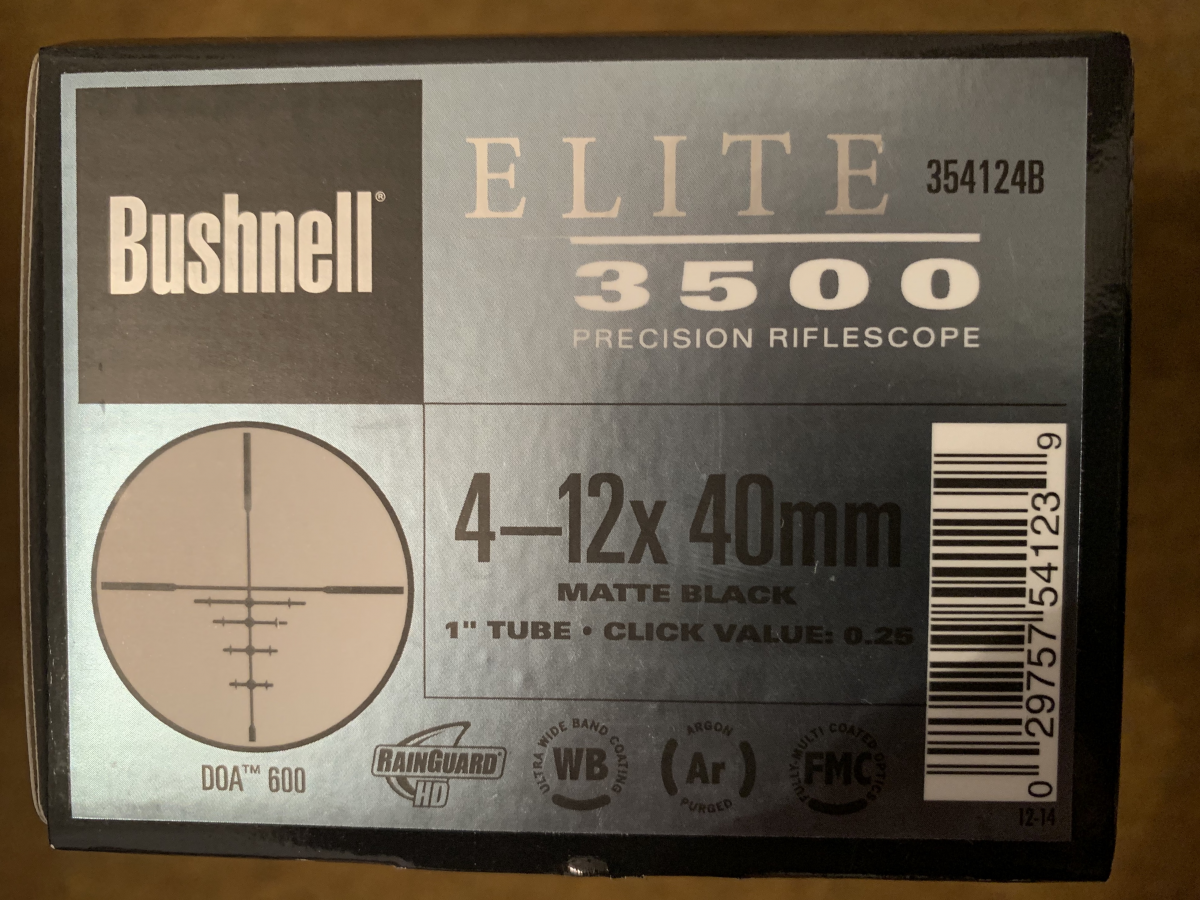 Bushnell®
ELITE 354124B
3500
PRECISION RIFLESCOPE
4–12x 40mm
MATTE BLACK
1" TUBE • CLICK VALUE: 0.25
DOA™ 600
RAINGUARD®
HD
ULTRA WIDE BAND COATING
WB
ARGON
(Ar)
PURGED
FULLY-MULTI COATED OPTICS
FMC
0 29757 54123 9
12-14